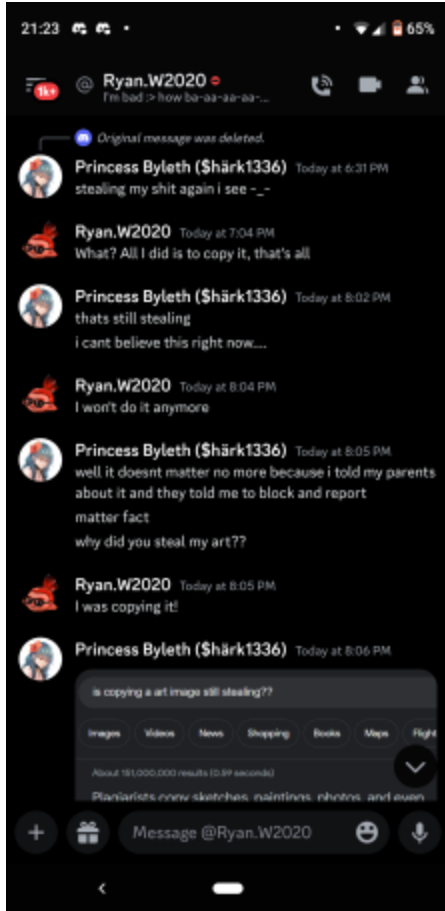 21:23
65%
1k+
@ Ryan.W2020
I'm bad :> how ba-aa-aa-aa-...
Original message was deleted.
Princess Byleth ($härk1336) Today at 6:31 PM
stealing my shit again i see -_-
Ryan.W2020 Today at 7:04 PM
What? All I did is to copy it, that's all
Princess Byleth ($härk1336) Today at 8:02 PM
thats still stealing
i cant believe this right now....
Ryan.W2020 Today at 8:04 PM
I won't do it anymore
Princess Byleth ($härk1336) Today at 8:05 PM
well it doesnt matter no more because i told my parents
about it and they told me to block and report
matter fact
why did you steal my art??
Ryan.W2020 Today at 8:05 PM
I was copying it!
Princess Byleth ($härk1336) Today at 8:06 PM
is copying a art image still stealing??
Images Videos News Shopping Books Maps Flight
About 151,000,000 results (0.59 seconds)
Plagiarists copy sketches, paintings, photos, and even
Message @Ryan.W2020